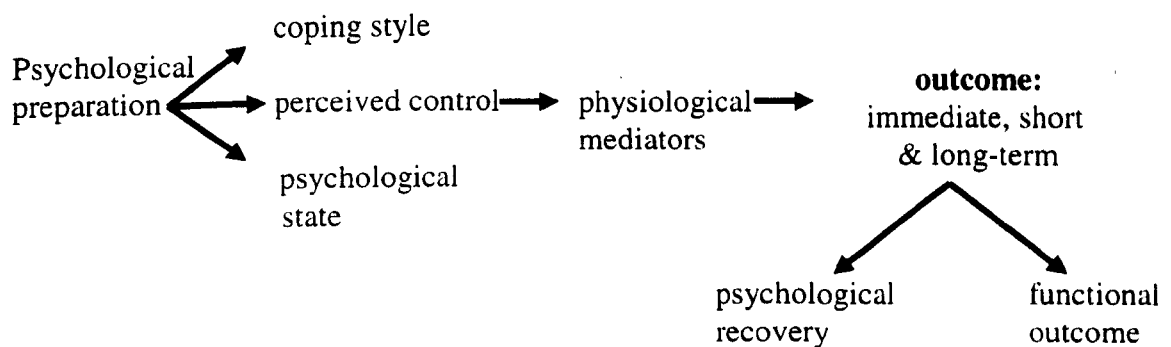 coping style
Psychological
preparation
perceived control
physiological
mediators
outcome:
immediate, short
& long-term
psychological
state
psychological
recovery
functional
outcome